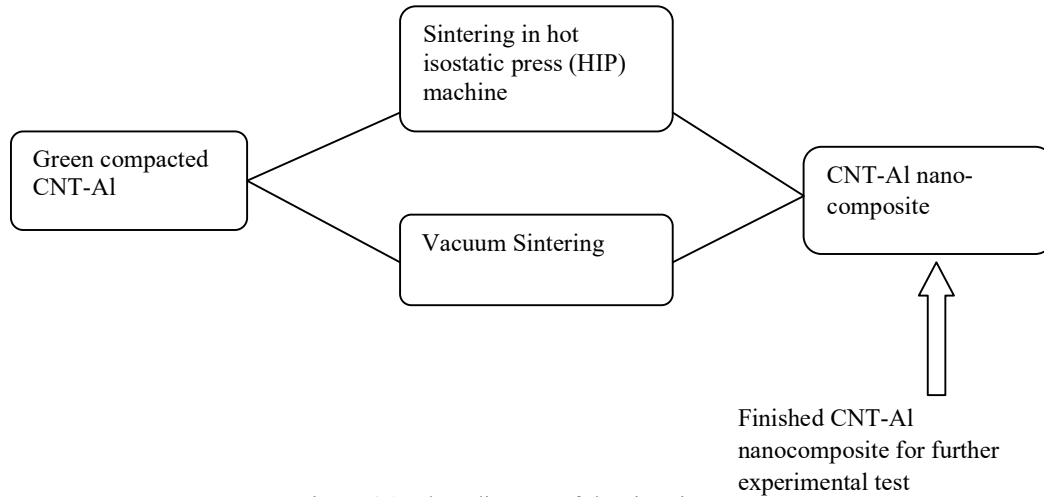 Sintering in hot
isostatic press (HIP)
machine
Green compacted
CNT-Al
CNT-Al nano-
composite
Vacuum Sintering
Finished CNT-Al
nanocomposite for further
experimental test